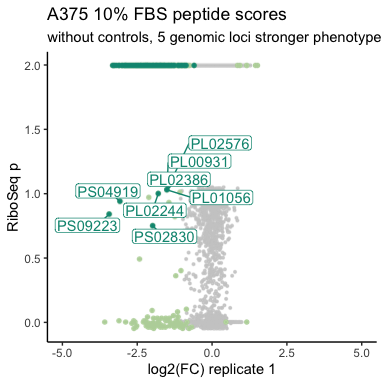 A375 10% FBS peptide scores
without controls, 5 genomic loci stronger phenotype
RiboSeq p
2.0
1.5
1.0
0.5
0.0
PL02576
PL00931
PL02386
PS04919
PL01056
PL02244
PS09223
PS02830
-5.0
-2.5
0.0
2.5
5.0
log2(FC) replicate 1